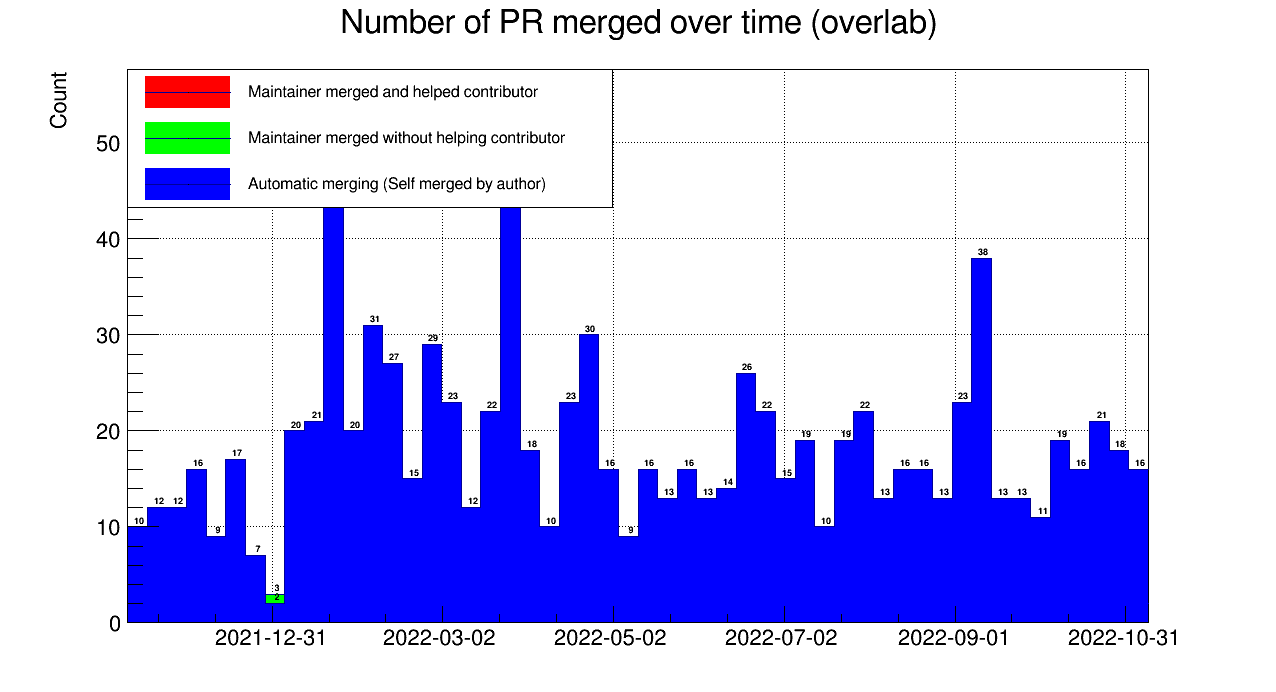 Number of PR merged over time (overlab)
Count
Maintainer merged and helped contributor
Maintainer merged without helping contributor
Automatic merging (Self merged by author)
50
40
30
20
10
0
10 12 12 16 9 17 7 3 2 20 21 20 31 27 15 29 23 12 22 18 10 23 30 16 9 16 13 16 13 14 26 22 15 19 10 19 22 13 16 16 13 23 38 13 13 11 19 16 21 18 16
2021-12-31 2022-03-02 2022-05-02 2022-07-02 2022-09-01 2022-10-31